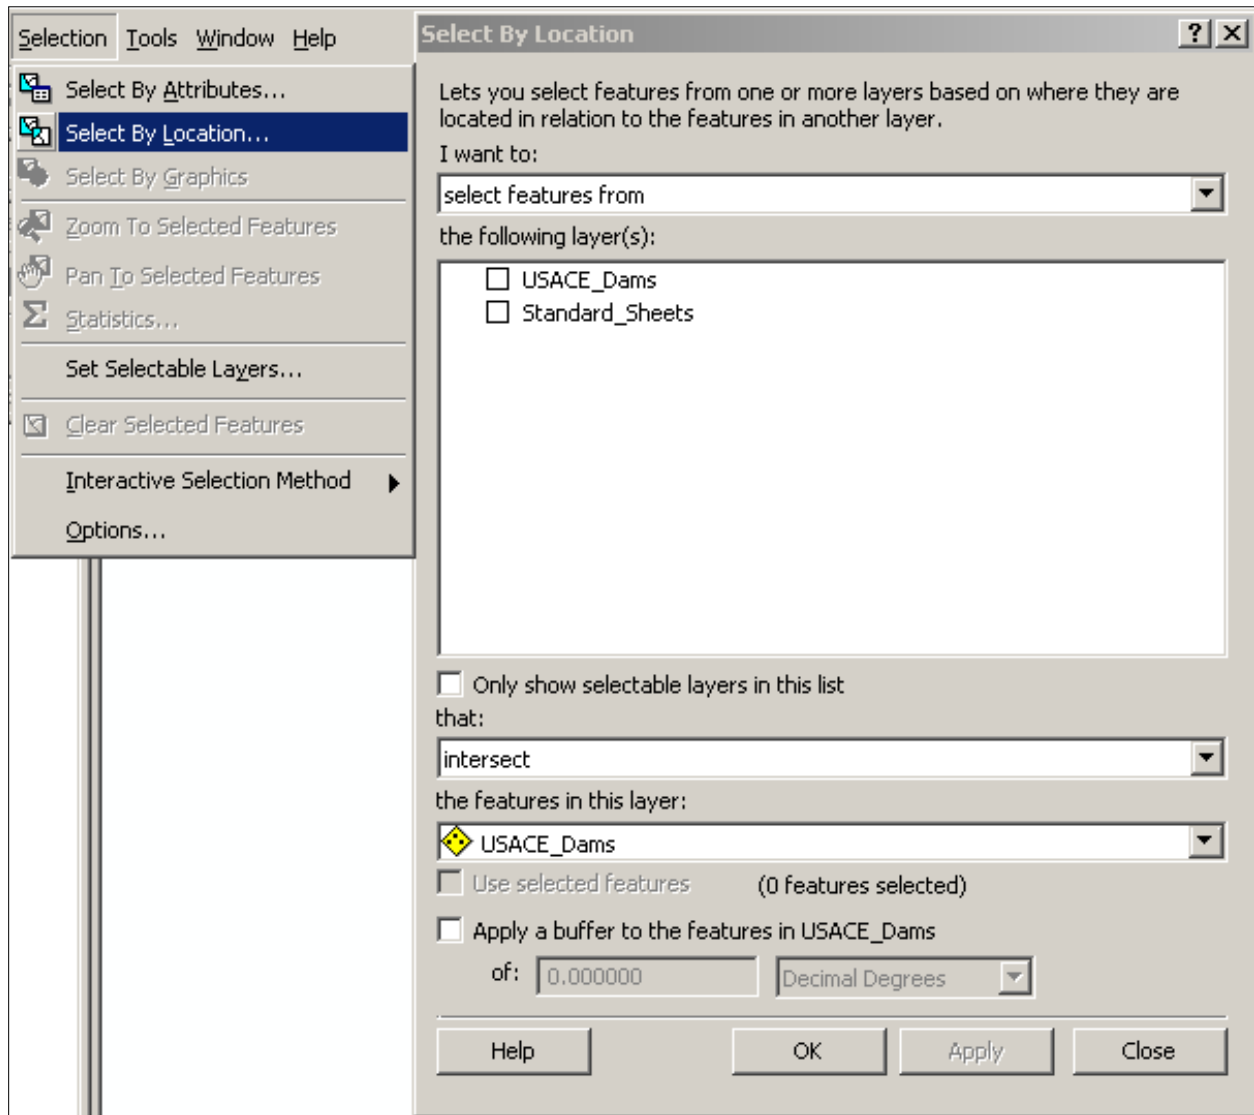 Selection Tools Window Help
Select By Attributes...
Select By Location...
Select By Graphics
Zoom To Selected Features
Pan To Selected Features
Statistics...
Set Selectable Layers...
Clear Selected Features
Interactive Selection Method
Options...
Select By Location
Lets you select features from one or more layers based on where they are
located in relation to the features in another layer.
I want to:
select features from
the following layer(s):
USACE_Dams
Standard_Sheets
Only show selectable layers in this list
that:
intersect
the features in this layer:
USACE_Dams
Use selected features (0 features selected)
Apply a buffer to the features in USACE_Dams
of: 0.000000 Decimal Degrees
Help OK Apply Close